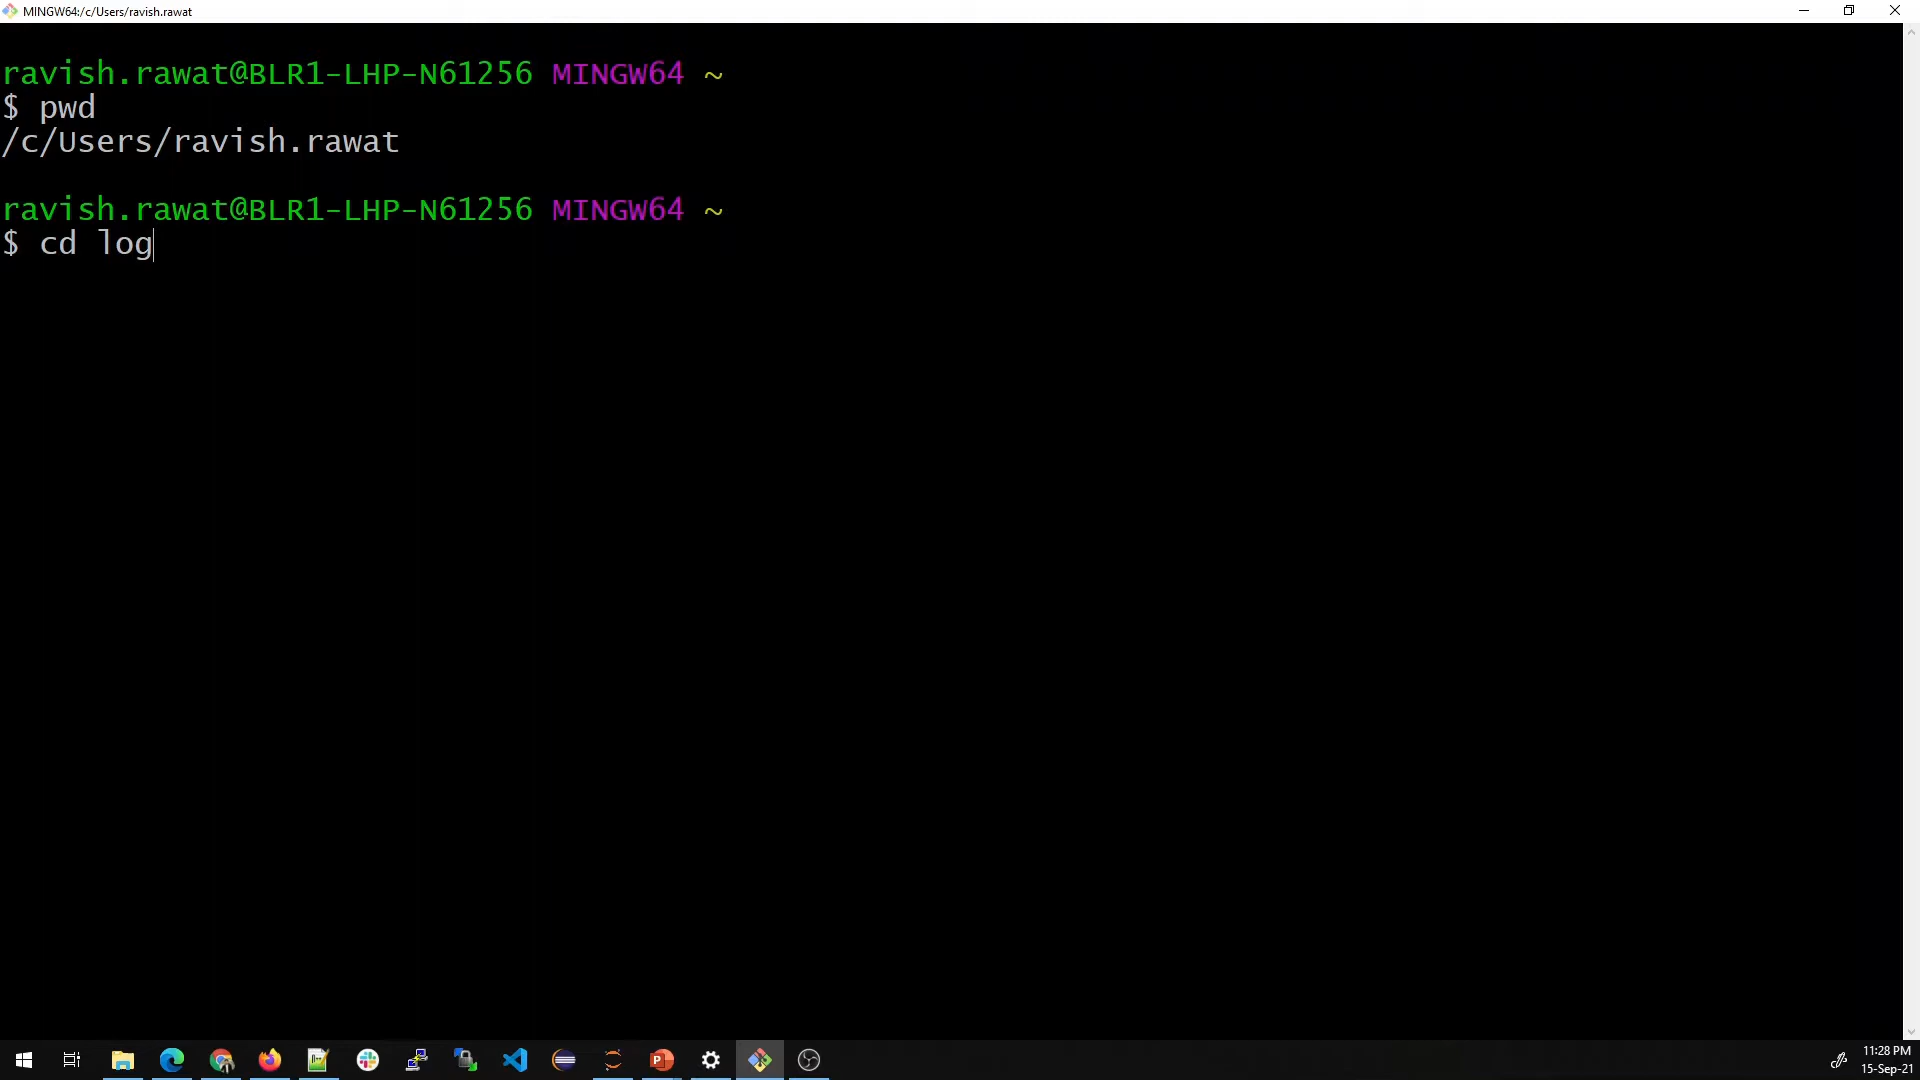 MINGW64:/c/Users/ravish.rawat
ravish.rawat@BLR1-LHP-N61256 MINGW64 ~
$ pwd
/c/Users/ravish.rawat
ravish.rawat@BLR1-LHP-N61256 MINGW64 ~
$ cd log
11:28 PM
15-Sep-21